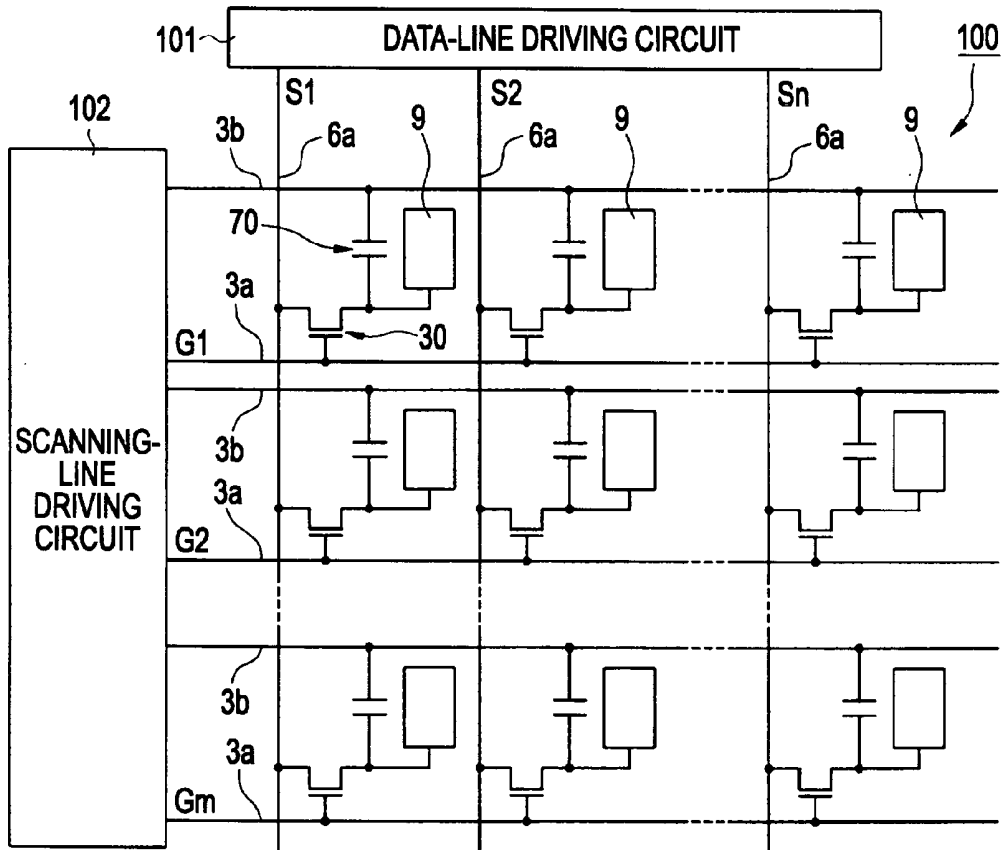 101
DATA-LINE DRIVING CIRCUIT
100
S1
S2
Sn
102
3b
6a
9
6a
9
6a
9
70
3a
G1
30
SCANNING-
LINE
DRIVING
CIRCUIT
3b
3a
G2
3b
3a
Gm